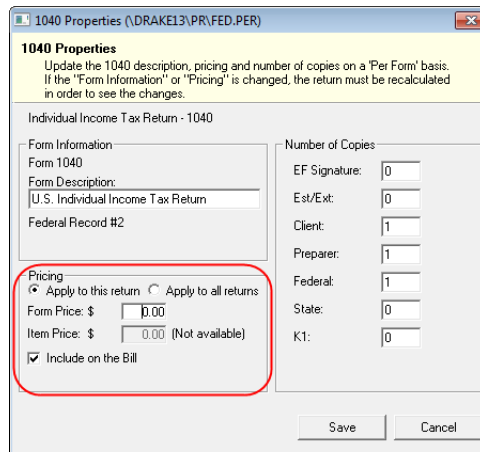 1040 Properties (\DRAKE13\PR\FED.PER)
1040 Properties
Update the 1040 description, pricing and number of copies on a 'Per Form' basis.
If the "Form Information" or "Pricing" is changed, the return must be recalculated
in order to see the changes.
Individual Income Tax Return - 1040
Form Information
Form 1040
Form Description:
U.S. Individual Income Tax Return
Federal Record #2
Pricing
Apply to this return Apply to all returns
Form Price: $ 0.00
Item Price: $ 0.00 (Not available)
Include on the Bill
Number of Copies
EF Signature: 0
Est/Ext: 0
Client: 1
Preparer: 1
Federal: 1
State: 0
K1: 0
Save Cancel